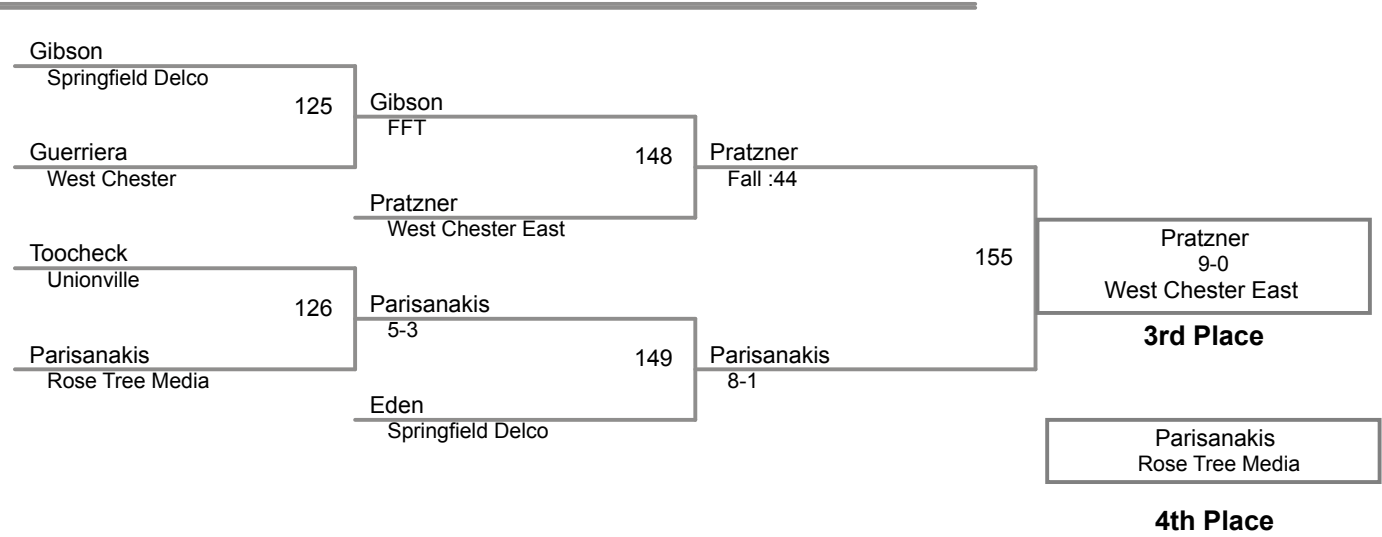 Gibson
Springfield Delco
125
Gibson
FFT
Guerriera
West Chester
148
Pratzner
Fall :44
Pratzner
West Chester East
Toocheck
Unionville
155
Pratzner
9-0
West Chester East
3rd Place
126
Parisanakis
5-3
Parisanakis
Rose Tree Media
149
Parisanakis
8-1
Eden
Springfield Delco
Parisanakis
Rose Tree Media
4th Place